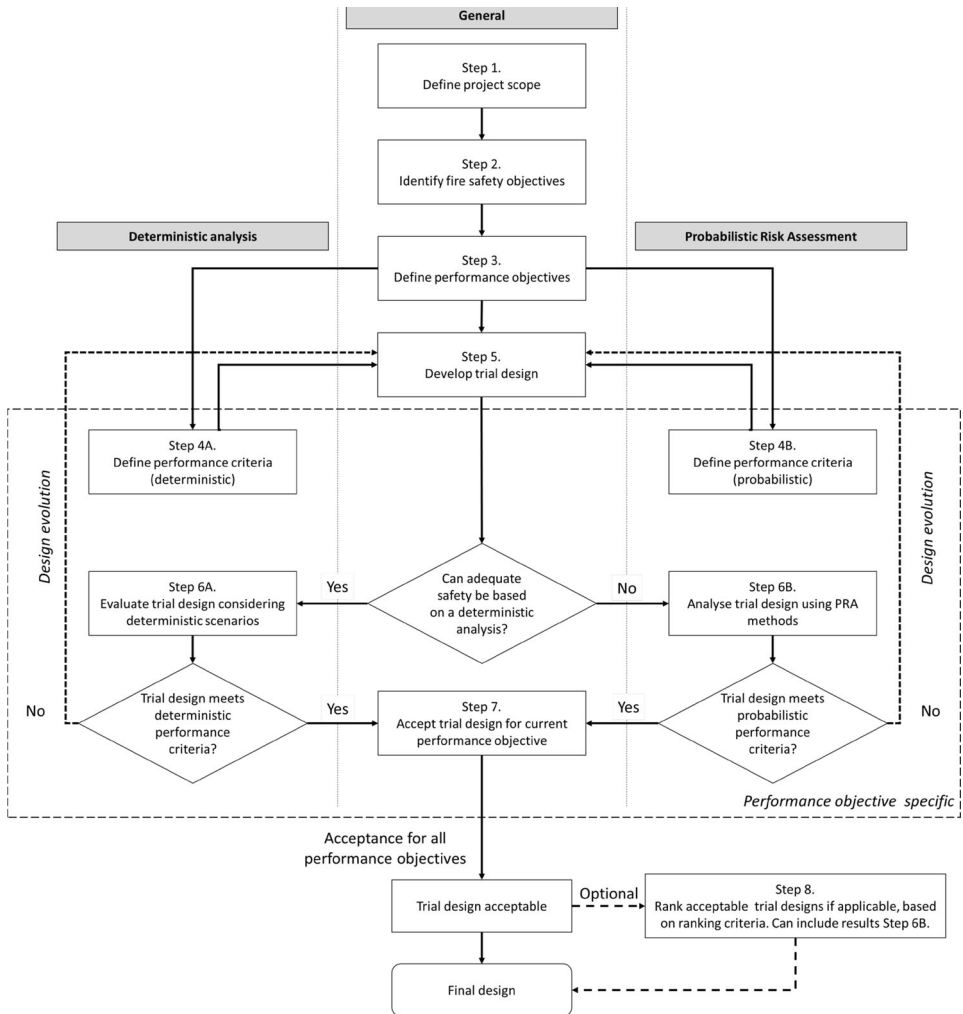 General
Step 1.
Define project scope
Step 2.
Identify fire safety objectives
Deterministic analysis
Probabilistic Risk Assessment
Step 3.
Define performance objectives
Step 5.
Develop trial design
Step 4A.
Define performance criteria
(deterministic)
Step 4B.
Define performance criteria
(probabilistic)
Design evolution
Design evolution
Can adequate
safety be based
on a deterministic
analysis?
Yes
No
Step 6A.
Evaluate trial design considering
deterministic scenarios
Step 6B.
Analyse trial design using PRA
methods
Trial design meets
deterministic
performance
criteria?
No
Yes
Step 7.
Accept trial design for current
performance objective
Yes
Trial design meets
probabilistic
performance
criteria?
No
Performance objective specific
Acceptance for all
performance objectives
Trial design acceptable
Optional
Step 8.
Rank acceptable trial designs if applicable, based
on ranking criteria. Can include results Step 6B.
Final design